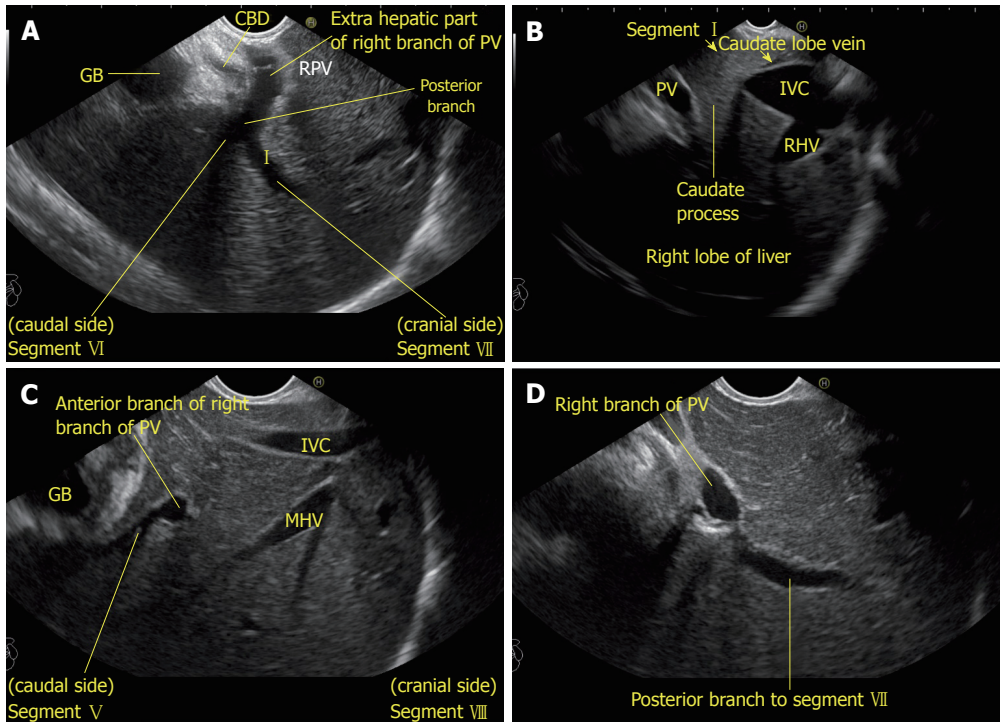 A
CBD
Extra hepatic part
of right branch of PV
RPV
GB
Posterior
branch
I
(caudal side)
Segment Ⅵ
(cranial side)
Segment Ⅶ
H
B
Segment Ⅰ
Caudate lobe vein
PV
IVC
RHV
Caudate
process
Right lobe of liver
H
C
Anterior branch of right
branch of PV
IVC
GB
MHV
(caudal side)
Segment Ⅴ
(cranial side)
Segment Ⅷ
H
D
Right branch of PV
Posterior branch to segment Ⅶ
H